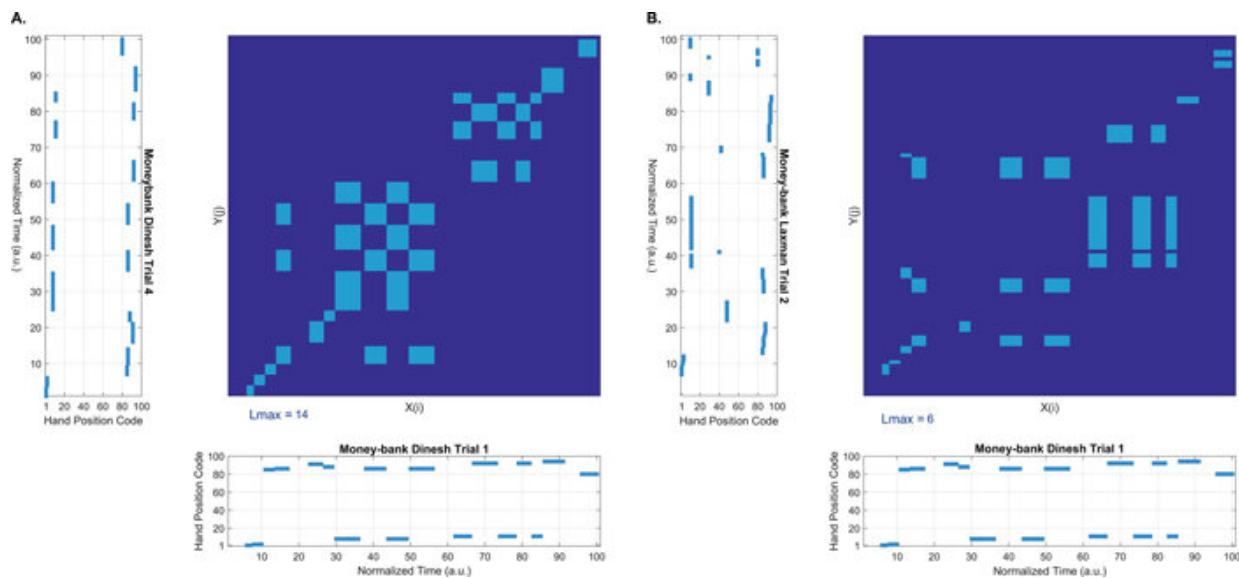 A.
100
90
80
70
60
50
40
30
20
10
1 20 40 60 80 100
Hand Position Code
Normalized Time (a.u.)
Moneybank Dinesh Trial 4
Y(j)
X(i)
Lmax = 14
Money-bank Dinesh Trial 1
100
80
60
40
20
1
Hand Position Code
10 20 30 40 50 60 70 80 90 100
Normalized Time (a.u.)
B.
100
90
80
70
60
50
40
30
20
10
1 20 40 60 80 100
Hand Position Code
Normalized Time (a.u.)
Money-bank Laxman Trial 2
Y(j)
X(i)
Lmax = 6
Money-bank Dinesh Trial 1
100
80
60
40
20
1
Hand Position Code
10 20 30 40 50 60 70 80 90 100
Normalized Time (a.u.)